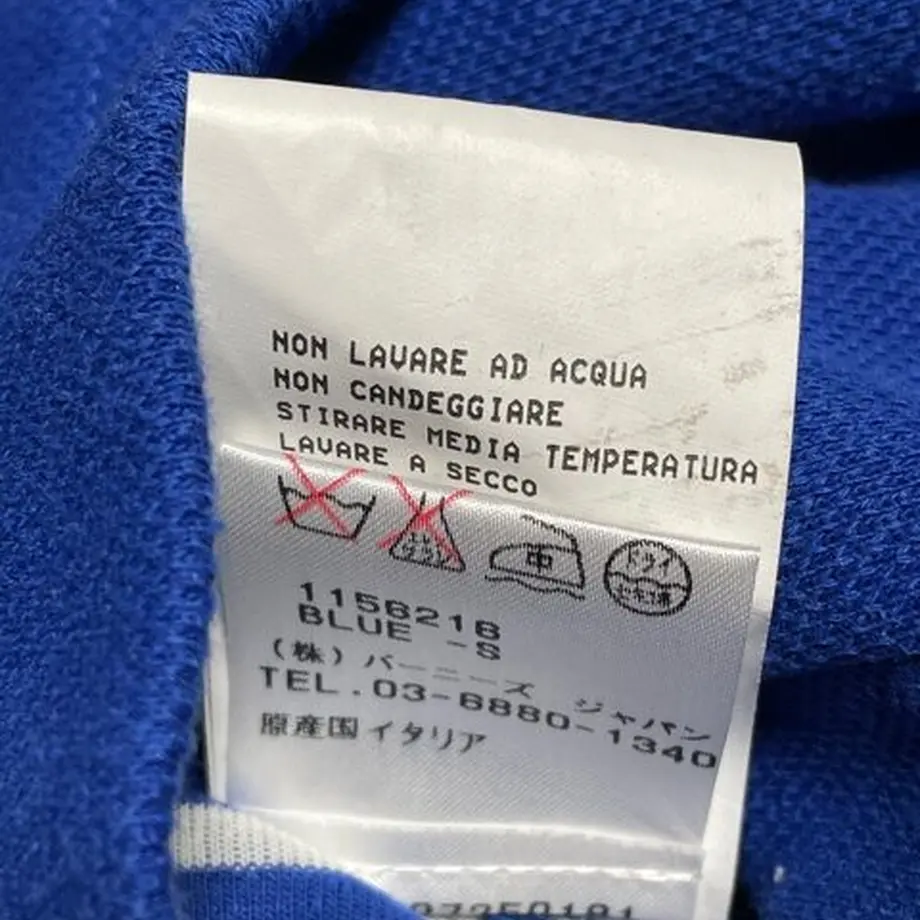 NON LAVARE AD ACQUA
NON CANDEGGIARE
STIRARE MEDIA TEMPERATURA
LAVARE A SECCO
中
ドライ
1156216
BLUE -S
(株)バーニーズ ジャパン
TEL.03-6880-1340
原産国イタリア